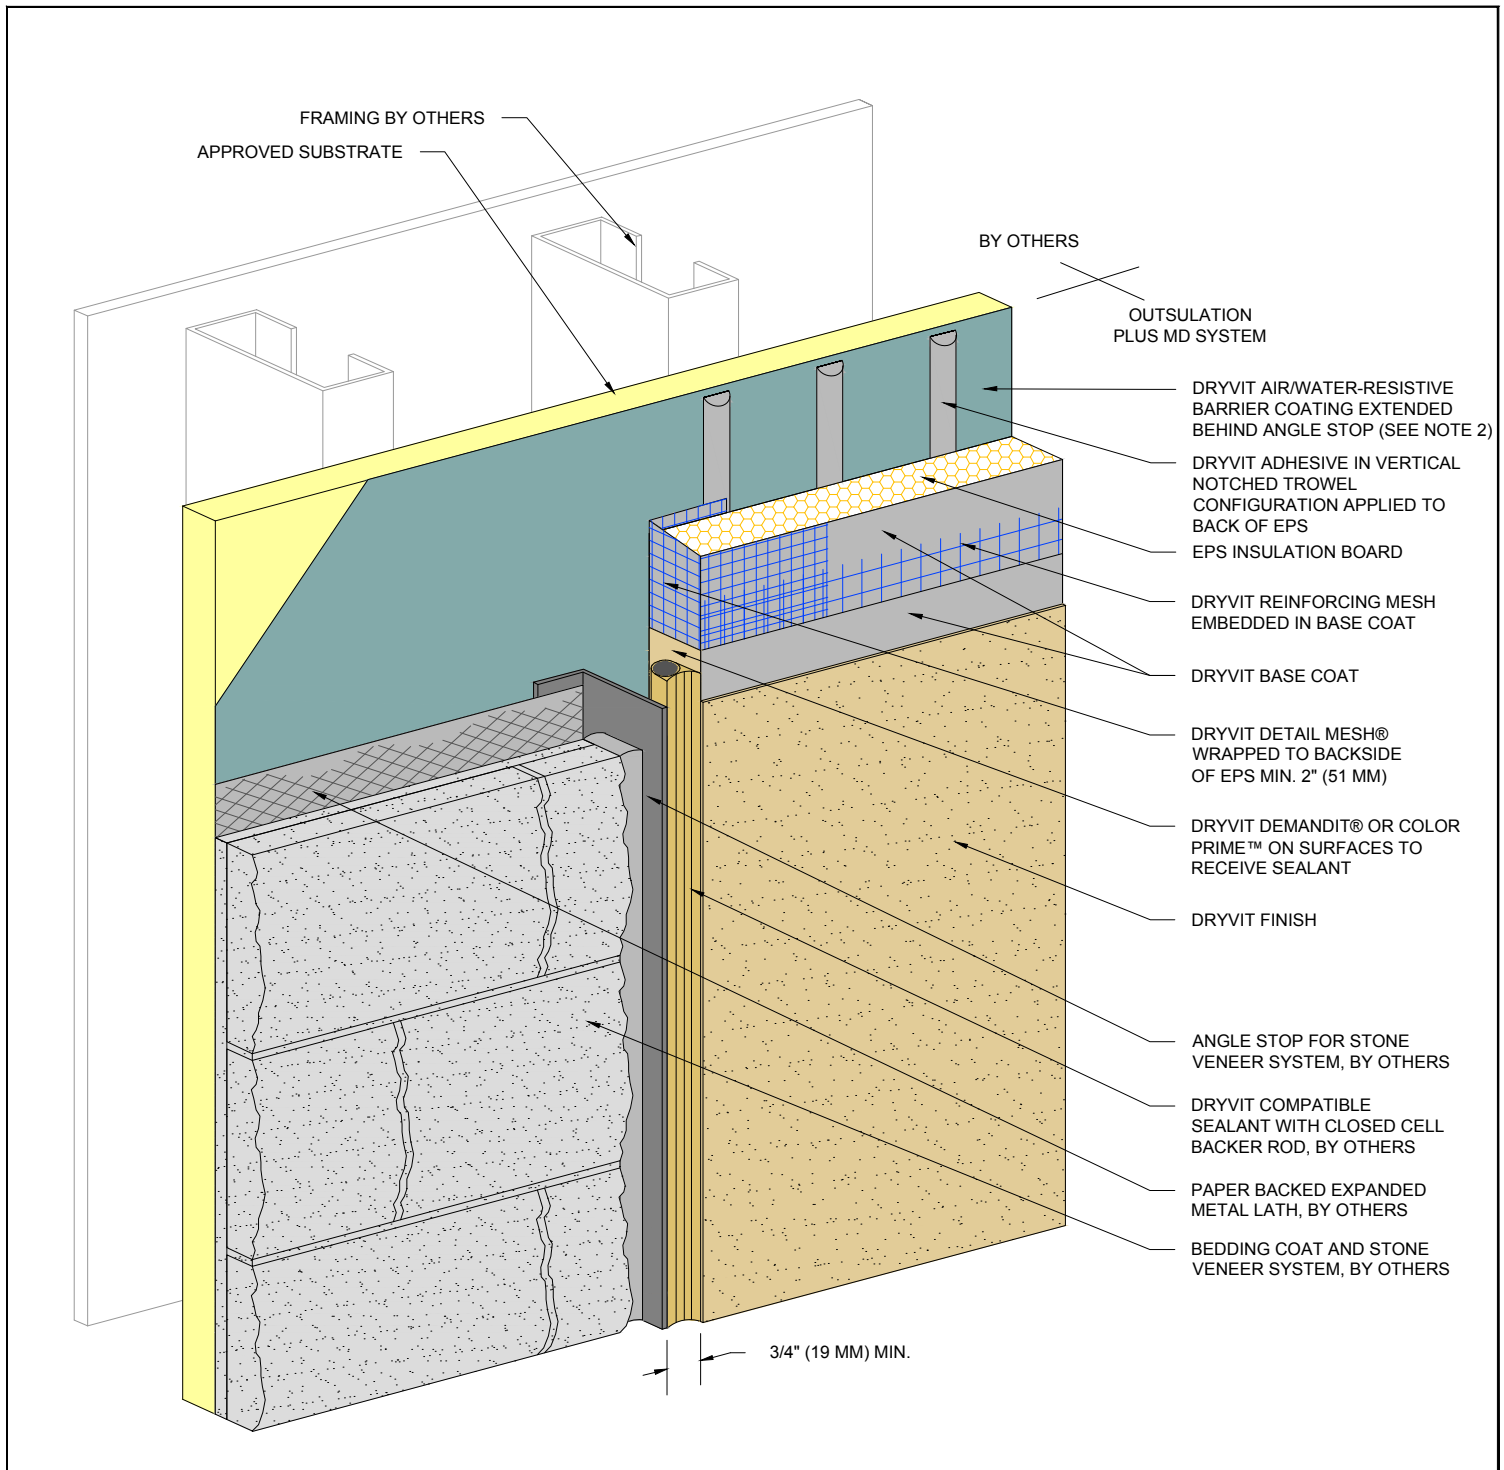 FRAMING BY OTHERS
APPROVED SUBSTRATE
BY OTHERS
OUTSULATION
PLUS MD SYSTEM
DRYVIT AIR/WATER-RESISTIVE
BARRIER COATING EXTENDED
BEHIND ANGLE STOP (SEE NOTE 2)
DRYVIT ADHESIVE IN VERTICAL
NOTCHED TROWEL
CONFIGURATION APPLIED TO
BACK OF EPS
EPS INSULATION BOARD
DRYVIT REINFORCING MESH
EMBEDDED IN BASE COAT
DRYVIT BASE COAT
DRYVIT DETAIL MESH®
WRAPPED TO BACKSIDE
OF EPS MIN. 2" (51 MM)
DRYVIT DEMANDIT® OR COLOR
PRIME™ ON SURFACES TO
RECEIVE SEALANT
DRYVIT FINISH
ANGLE STOP FOR STONE
VENEER SYSTEM, BY OTHERS
DRYVIT COMPATIBLE
SEALANT WITH CLOSED CELL
BACKER ROD, BY OTHERS
PAPER BACKED EXPANDED
METAL LATH, BY OTHERS
BEDDING COAT AND STONE
VENEER SYSTEM, BY OTHERS
3/4" (19 MM) MIN.